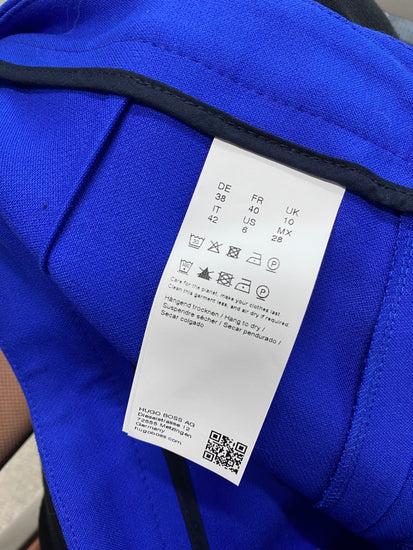 DE FR UK
38 40 10
IT US MX
42 6 28
30 P
P
Care for the planet, make your clothes last.
Clean this garment less, and air dry if required.
Hängend trocknen / Hang to dry /
Suspendre sécher / Secar pendurado /
Secar colgado
HUGO BOSS AG
Dieselstrasse 12
72555 Metzingen
Germany
hugoboss.com